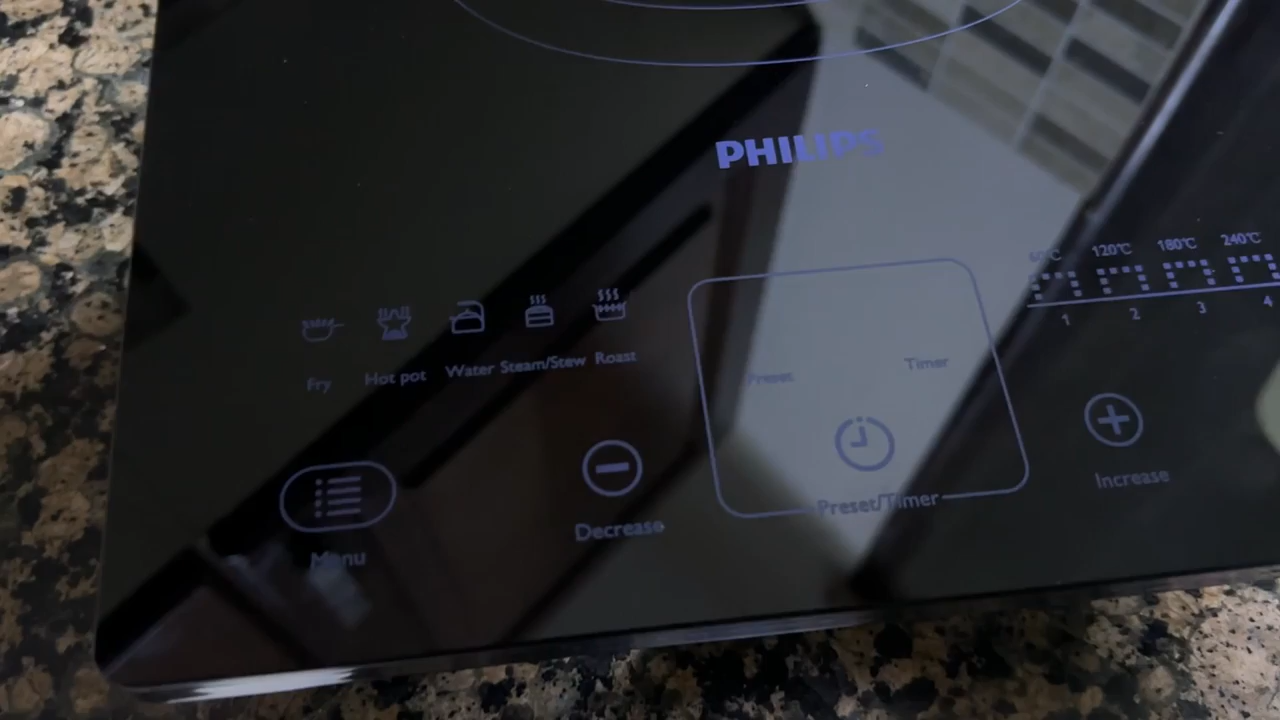 PHILIPS
60℃ 120℃ 180℃ 240℃
1 2 3 4
Fry Hot pot Water Steam/Stew Roast
Preset Timer
Menu Decrease Preset/Timer Increase